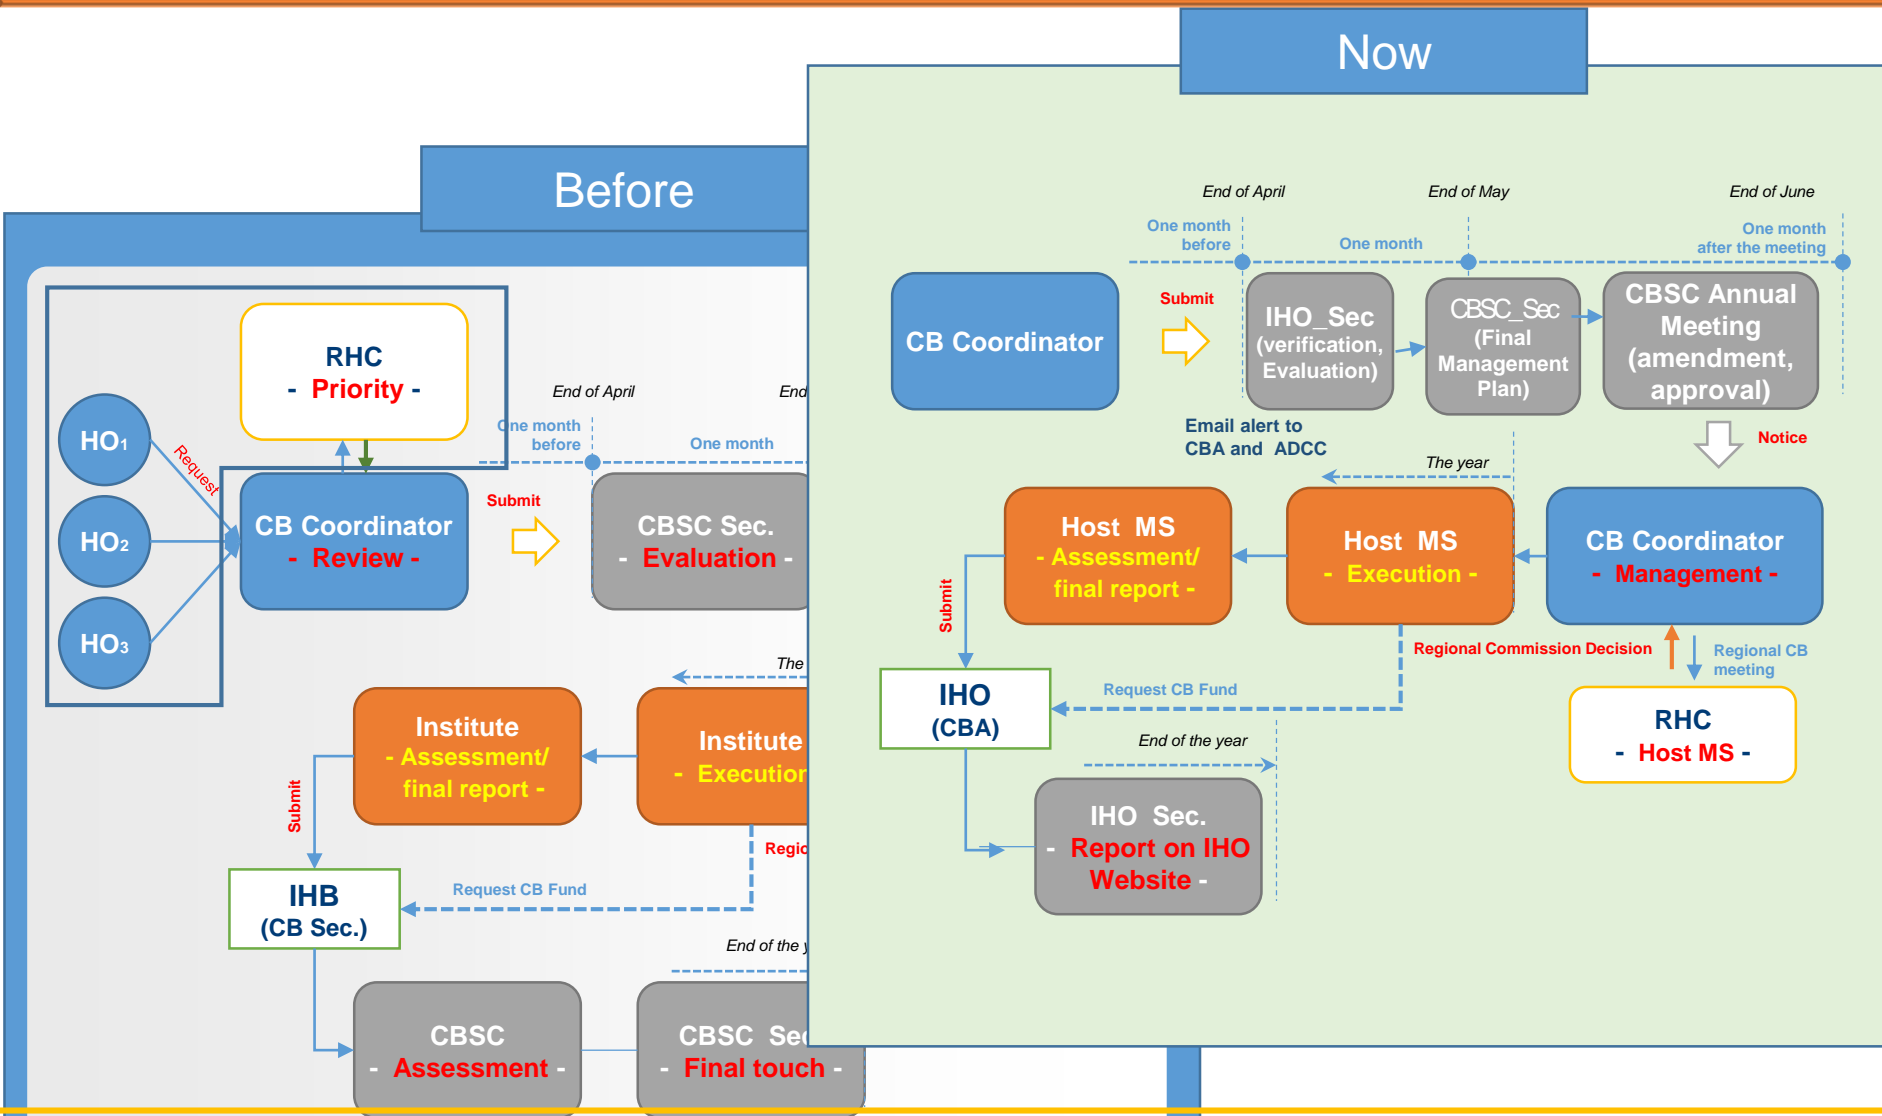 Now
Before
End of April
End of May
End of June
One month
before
One month
One month
after the meeting
CB Coordinator
Submit
IHO_Sec
(verification,
Evaluation)
CBSC_Sec
(Final
Management
Plan)
CBSC Annual
Meeting
(amendment,
approval)
Email alert to
CBA and ADCC
Notice
The year
Host MS
- Assessment/
final report -
Host MS
- Execution -
CB Coordinator
- Management -
Submit
Regional Commission Decision
Regional CB
meeting
IHO
(CBA)
Request CB Fund
RHC
- Host MS -
End of the year
IHO Sec.
- Report on IHO
Website -
RHC
- Priority -
HO1
HO2
HO3
Request
CB Coordinator
- Review -
End of April
End
One month
before
One month
Submit
CBSC Sec.
- Evaluation -
The
Institute
- Assessment/
final report -
Institute
- Execution
Submit
Regio
IHB
(CB Sec.)
Request CB Fund
End of the y
CBSC
- Assessment -
CBSC Sec
- Final touch -